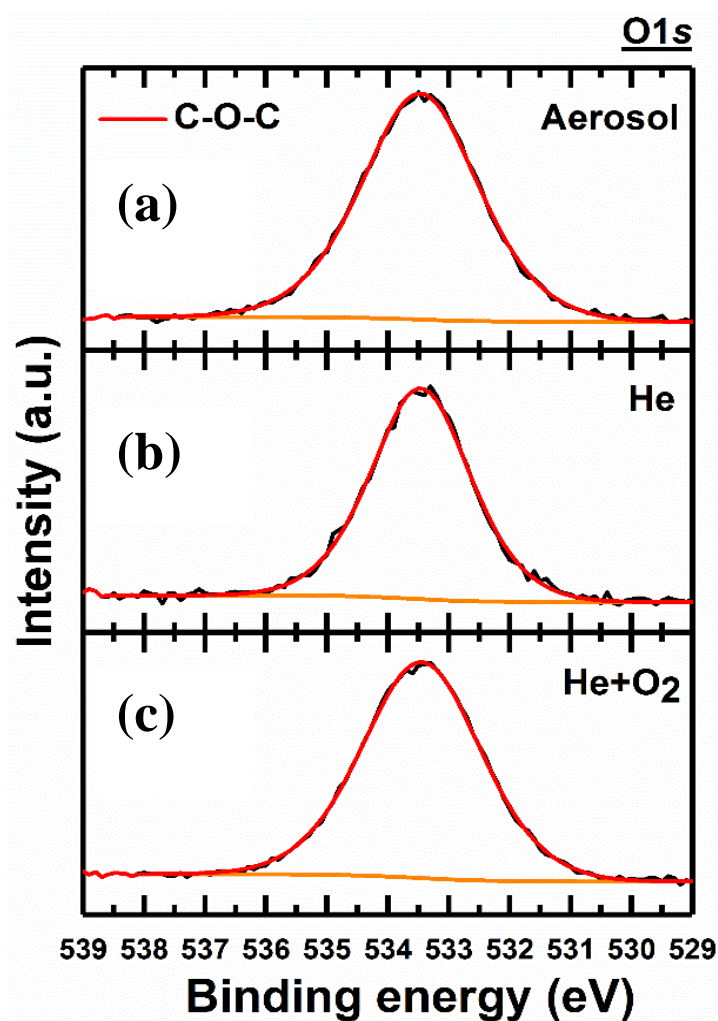 O1s
C-O-C
Aerosol
(a)
He
(b)
He+O2
(c)
Intensity (a.u.)
539 538 537 536 535 534 533 532 531 530 529
Binding energy (eV)